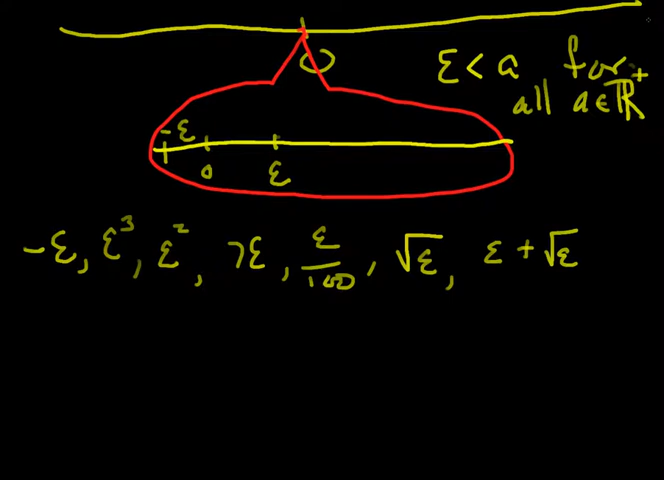 0
ε < a for
all a ∈ ℝ⁺
-ε
0 ε
-ε, ε³, ε², 7ε, ε/100, √ε, ε + √ε